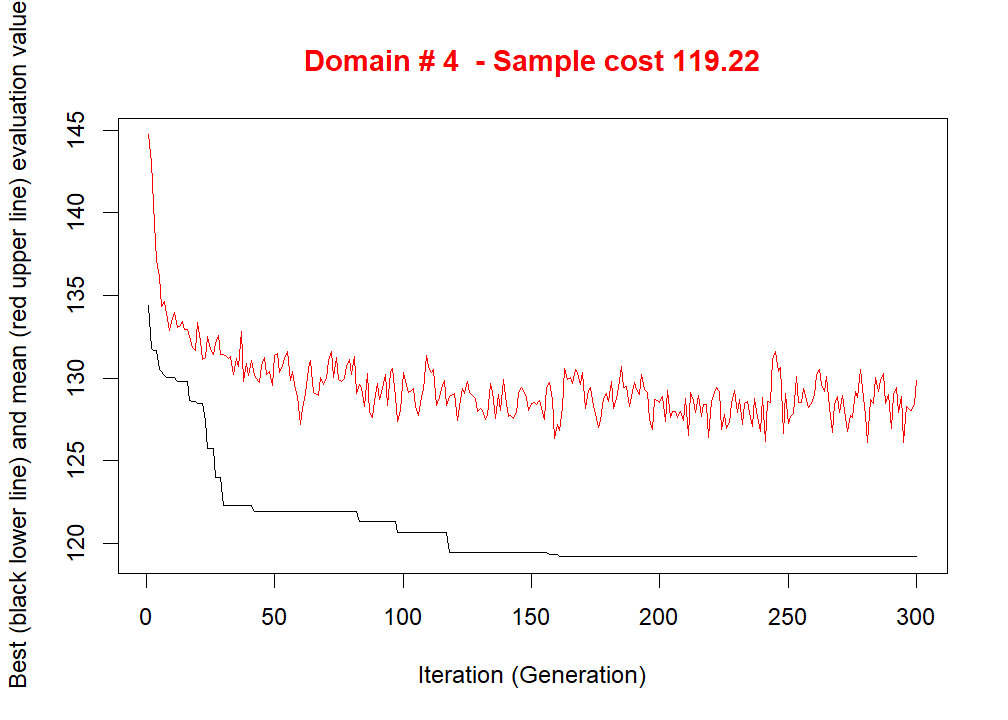 Domain # 4  - Sample cost 119.22
Best (black lower line) and mean (red upper line) evaluation value
145
140
135
130
125
120
0 50 100 150 200 250 300
Iteration (Generation)